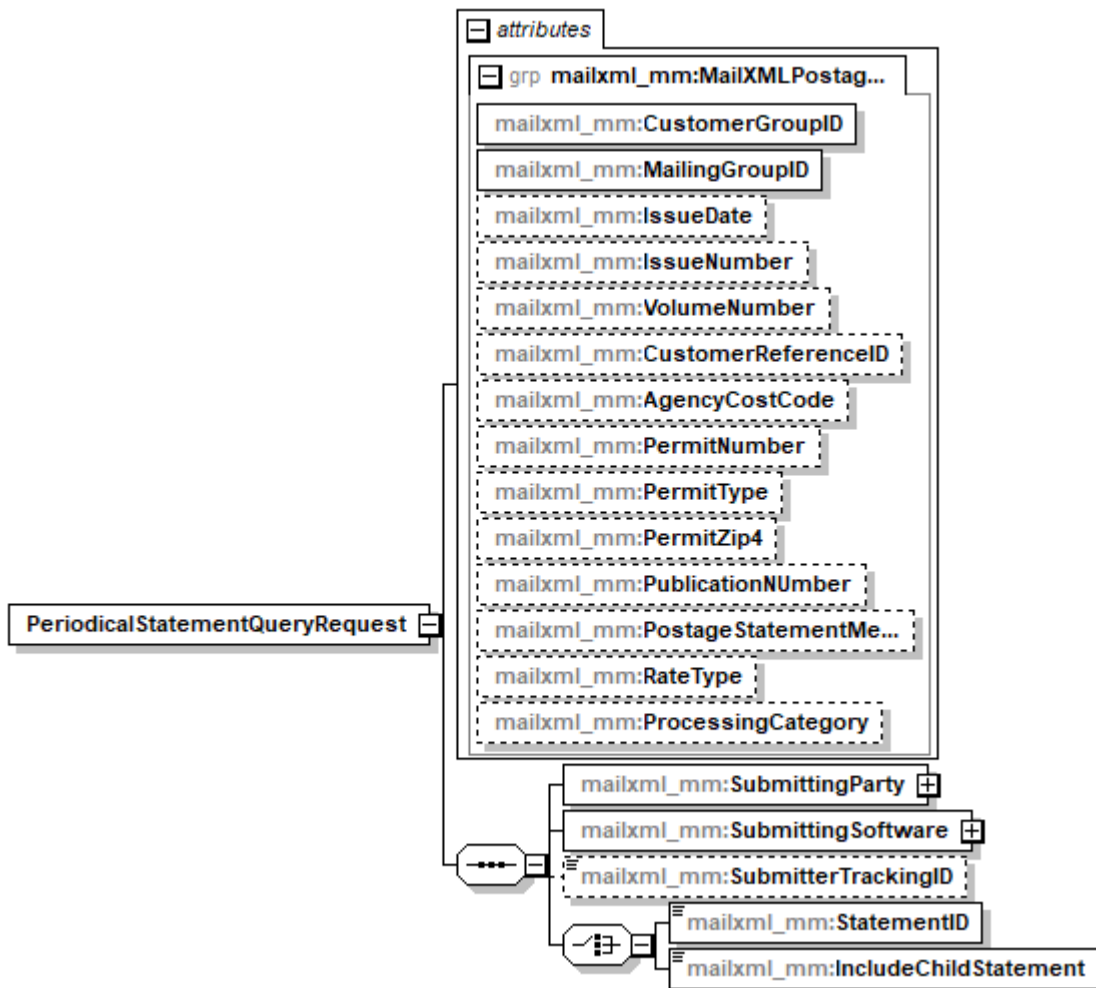 attributes
grp mailxml_mm:MailXMLPostag...
mailxml_mm:CustomerGroupID
mailxml_mm:MailingGroupID
mailxml_mm:IssueDate
mailxml_mm:IssueNumber
mailxml_mm:VolumeNumber
mailxml_mm:CustomerReferenceID
mailxml_mm:AgencyCostCode
mailxml_mm:PermitNumber
mailxml_mm:PermitType
mailxml_mm:PermitZip4
mailxml_mm:PublicationNUmber
PeriodicalStatementQueryRequest
mailxml_mm:PostageStatementMe...
mailxml_mm:RateType
mailxml_mm:ProcessingCategory
mailxml_mm:SubmittingParty
mailxml_mm:SubmittingSoftware
mailxml_mm:SubmitterTrackingID
mailxml_mm:StatementID
mailxml_mm:IncludeChildStatement